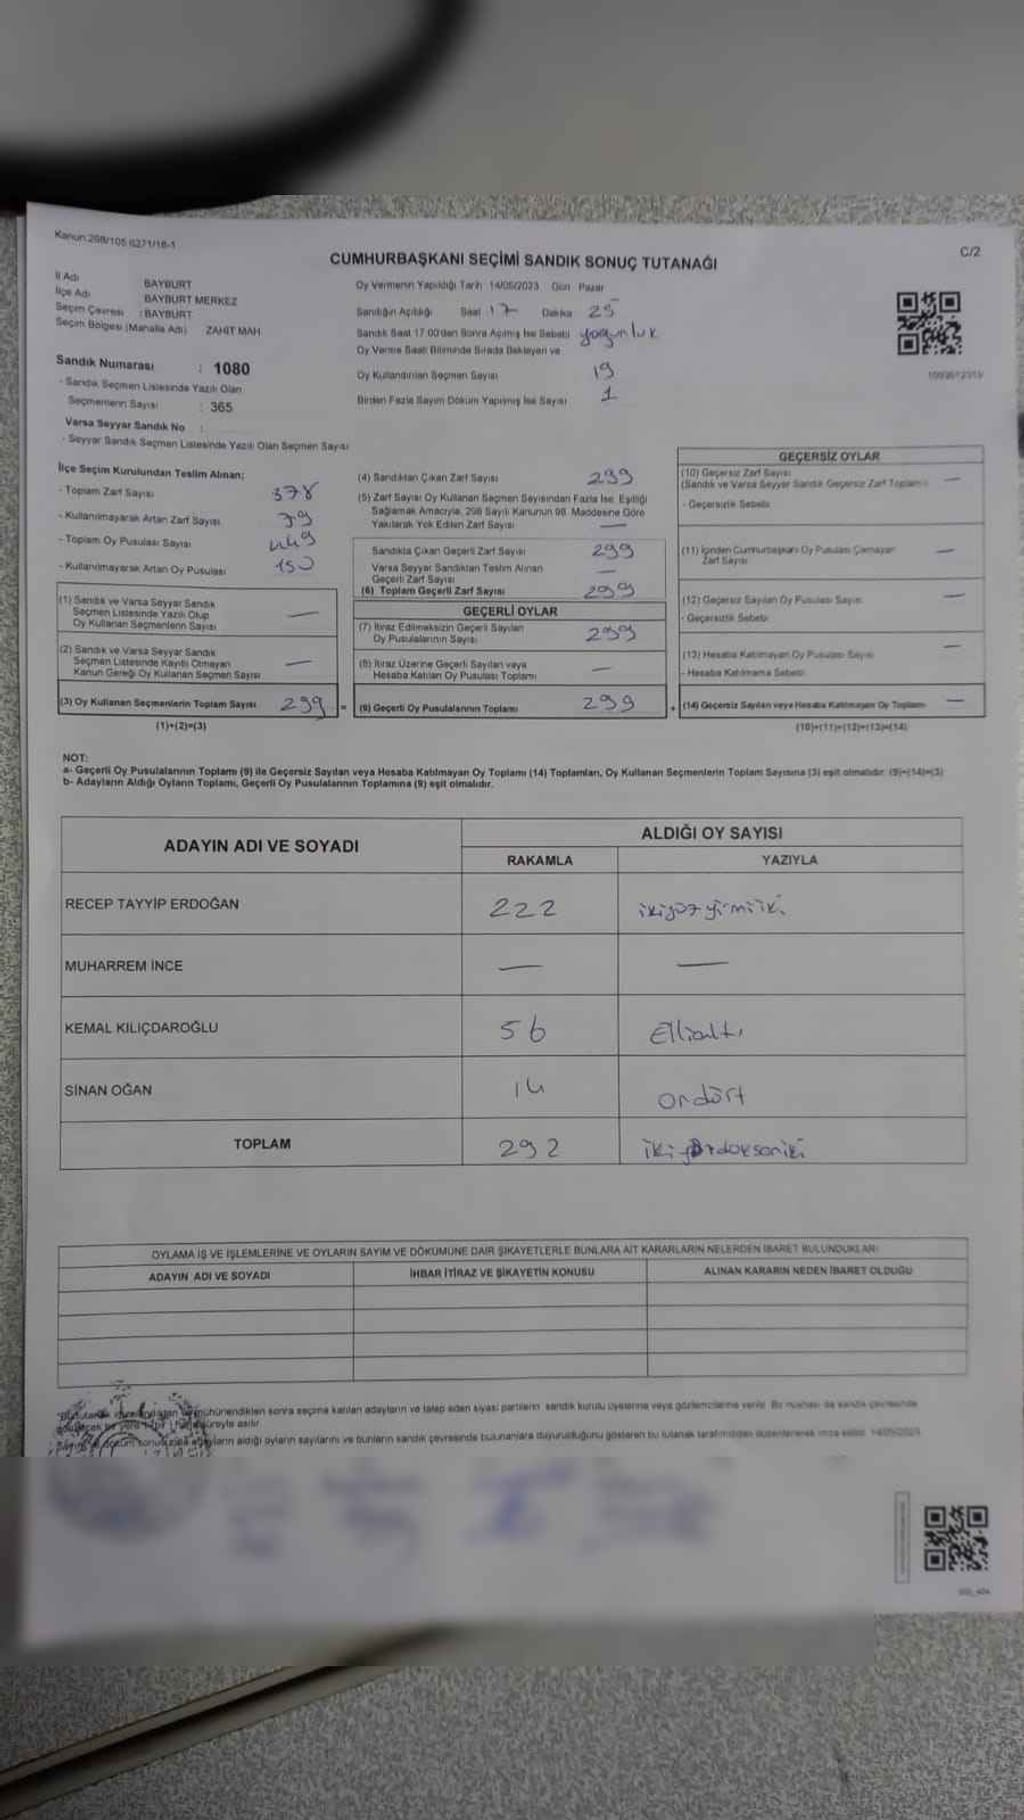 Kanun:298/105 6271/18-1
C/2
CUMHURBAŞKANI SEÇİMİ SANDIK SONUÇ TUTANAĞI
İl Adı BAYBURT
İlçe Adı BAYBURT MERKEZ
Seçim Çevresi : BAYBURT
Seçim Bölgesi (Mahalle Adı) ZAHİT MAH.
Oy Vermenin Yapıldığı Tarih 14/05/2023 Gün Pazar
Sandığın Açıldığı Saat 17 Dakika 25
Sandık Saat 17.00'den Sonra Açılmış İse Sebebi yoğunluk
Oy Verme Saati Bitiminde Sırada Bekleyen ve
Oy Kullandırılan Seçmen Sayısı 19
Birden Fazla Sayım Döküm Yapılmış İse Sayısı 1
Sandık Numarası : 1080
- Sandık Seçmen Listesinde Yazılı Olan
Seçmenlerin Sayısı : 365
Varsa Seyyar Sandık No :
- Seyyar Sandık Seçmen Listesinde Yazılı Olan Seçmen Sayısı
İlçe Seçim Kurulundan Teslim Alınan;
- Toplam Zarf Sayısı 378
- Kullanılmayarak Artan Zarf Sayısı 79
- Toplam Oy Pusulası Sayısı 449
- Kullanılmayarak Artan Oy Pusulası 150
(1) Sandık ve Varsa Seyyar Sandık
Seçmen Listesinde Yazılı Olup
Oy Kullanan Seçmenlerin Sayısı —
(2) Sandık ve Varsa Seyyar Sandık
Seçmen Listesinde Kayıtlı Olmayan
Kanun Gereği Oy Kullanan Seçmen Sayısı —
(3) Oy Kullanan Seçmenlerin Toplam Sayısı 299 =
(1)+(2)=(3)
(4) Sandıktan Çıkan Zarf Sayısı 299
(5) Zarf Sayısı Oy Kullanan Seçmen Sayısından Fazla İse, Eşitliği
Sağlamak Amacıyla, 298 Sayılı Kanunun 98. Maddesine Göre
Yakılarak Yok Edilen Zarf Sayısı —
Sandıkta Çıkan Geçerli Zarf Sayısı 299
Varsa Seyyar Sandıktan Teslim Alınan
Geçerli Zarf Sayısı —
(6) Toplam Geçerli Zarf Sayısı 299
GEÇERLİ OYLAR
(7) İtiraz Edilmeksizin Geçerli Sayılan
Oy Pusulalarının Sayısı 299
(8) İtiraz Üzerine Geçerli Sayılan veya
Hesaba Katılan Oy Pusulası Toplamı —
(9) Geçerli Oy Pusulalarının Toplamı 299 +
GEÇERSİZ OYLAR
(10) Geçersiz Zarf Sayısı
(Sandık ve Varsa Seyyar Sandık Geçersiz Zarf Toplamı) —
- Geçersizlik Sebebi
(11) İçinden Cumhurbaşkanı Oy Pusulası Çıkmayan
Zarf Sayısı —
(12) Geçersiz Sayılan Oy Pusulası Sayısı —
- Geçersizlik Sebebi
(13) Hesaba Katılmayan Oy Pusulası Sayısı —
- Hesaba Katılmama Sebebi
(14) Geçersiz Sayılan veya Hesaba Katılmayan Oy Toplamı —
(10)+(11)+(12)+(13)=(14)
NOT:
a- Geçerli Oy Pusulalarının Toplamı (9) ile Geçersiz Sayılan veya Hesaba Katılmayan Oy Toplamı (14) Toplamları, Oy Kullanan Seçmenlerin Toplam Sayısına (3) eşit olmalıdır. (9)+(14)=(3)
b- Adayların Aldığı Oyların Toplamı, Geçerli Oy Pusulalarının Toplamına (9) eşit olmalıdır.
ADAYIN ADI VE SOYADI
ALDIĞI OY SAYISI
RAKAMLA YAZIYLA
RECEP TAYYİP ERDOĞAN 222 ikiyüzyirmiiki
MUHARREM İNCE — —
KEMAL KILIÇDAROĞLU 56 Ellialtı
SİNAN OĞAN 14 ondört
TOPLAM 292 ikiyüzdoksaniki
OYLAMA İŞ VE İŞLEMLERİNE VE OYLARIN SAYIM VE DÖKÜMÜNE DAİR ŞİKAYETLERLE BUNLARA AİT KARARLARIN NELERDEN İBARET BULUNDUKLARI
ADAYIN ADI VE SOYADI İHBAR İTİRAZ VE ŞİKAYETİN KONUSU ALINAN KARARIN NEDEN İBARET OLDUĞU
mühürlendikten sonra seçime katılan adayların ve talep eden siyasi partilerin sandık kurulu üyelerine veya gözlemcilerine verilir. Bir nüshası da sandık çevresinde
süreyle asılır.
aldığı oyların sayılarını ve bunların sandık çevresinde bulunanlara duyurulduğunu gösteren bu tutanak tarafımızdan düzenlenerek imza edildi. 14/05/2023